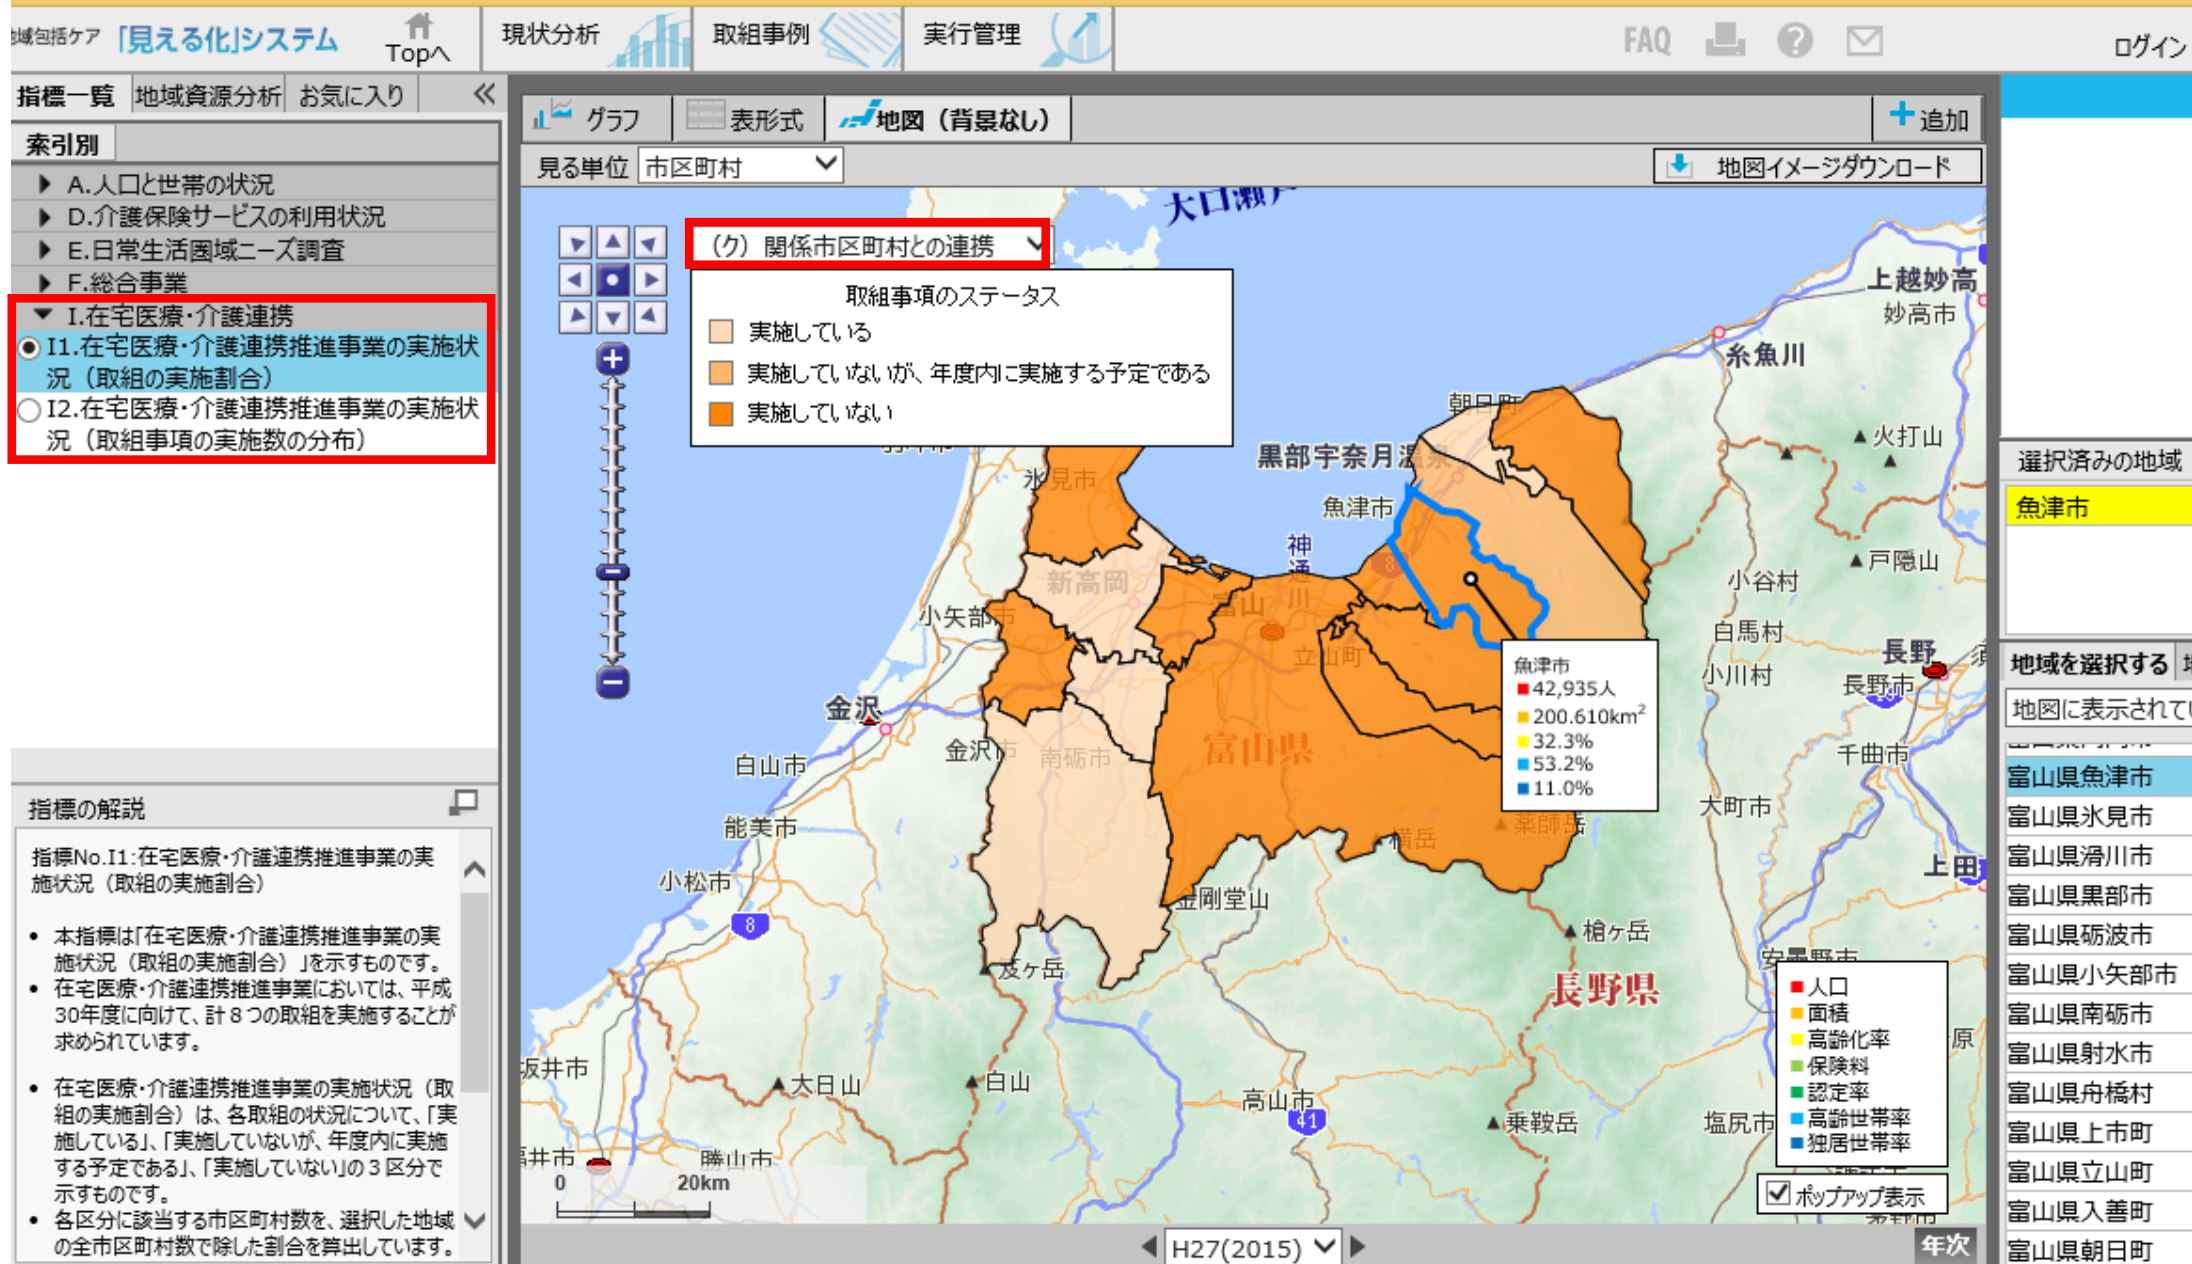 域包括ケア 「見える化」システム
Topへ
現状分析
取組事例
実行管理
FAQ
ログイン
指標一覧 地域資源分析 お気に入り
索引別
A.人口と世帯の状況
D.介護保険サービスの利用状況
E.日常生活圏域ニーズ調査
F.総合事業
I.在宅医療・介護連携
I1.在宅医療・介護連携推進事業の実施状
況（取組の実施割合）
I2.在宅医療・介護連携推進事業の実施状
況（取組事項の実施数の分布）
指標の解説
指標No.I1:在宅医療・介護連携推進事業の実
施状況（取組の実施割合）
• 本指標は「在宅医療・介護連携推進事業の実
施状況（取組の実施割合）」を示すものです。
• 在宅医療・介護連携推進事業においては、平成
30年度に向けて、計８つの取組を実施することが
求められています。
• 在宅医療・介護連携推進事業の実施状況（取
組の実施割合）は、各取組の状況について、「実
施している」、「実施していないが、年度内に実施
する予定である」、「実施していない」の３区分で
示すものです。
• 各区分に該当する市区町村数を、選択した地域
の全市区町村数で除した割合を算出しています。
グラフ 表形式 地図（背景なし）
追加
見る単位 市区町村
地図イメージダウンロード
（ク）関係市区町村との連携
取組事項のステータス
実施している
実施していないが、年度内に実施する予定である
実施していない
上越妙高
妙高市
糸魚川
朝日町
火打山
黒部宇奈月温泉
氷見市
魚津市
神通川
戸隠山
新高岡
小谷村
小矢部市
富山
白馬村
立山町
長野
小川村
長野市
魚津市
42,935人
200.610km²
32.3%
53.2%
11.0%
金沢
金沢市
白山市
南砺市
富山県
千曲市
大町市
能美市
横岳
薬師岳
上田
小松市
金剛堂山
8
槍ヶ岳
安曇野市
笈ヶ岳
長野県
原
坂井市
大日山
白山
高山市
41
乗鞍岳
塩尻市
井市
勝山市
人口
面積
高齢化率
保険料
認定率
高齢世帯率
独居世帯率
ポップアップ表示
0 20km
H27(2015)
年次
選択済みの地域
魚津市
地域を選択する
地図に表示されてい
富山県魚津市
富山県氷見市
富山県滑川市
富山県黒部市
富山県砺波市
富山県小矢部市
富山県南砺市
富山県射水市
富山県舟橋村
富山県上市町
富山県立山町
富山県入善町
富山県朝日町